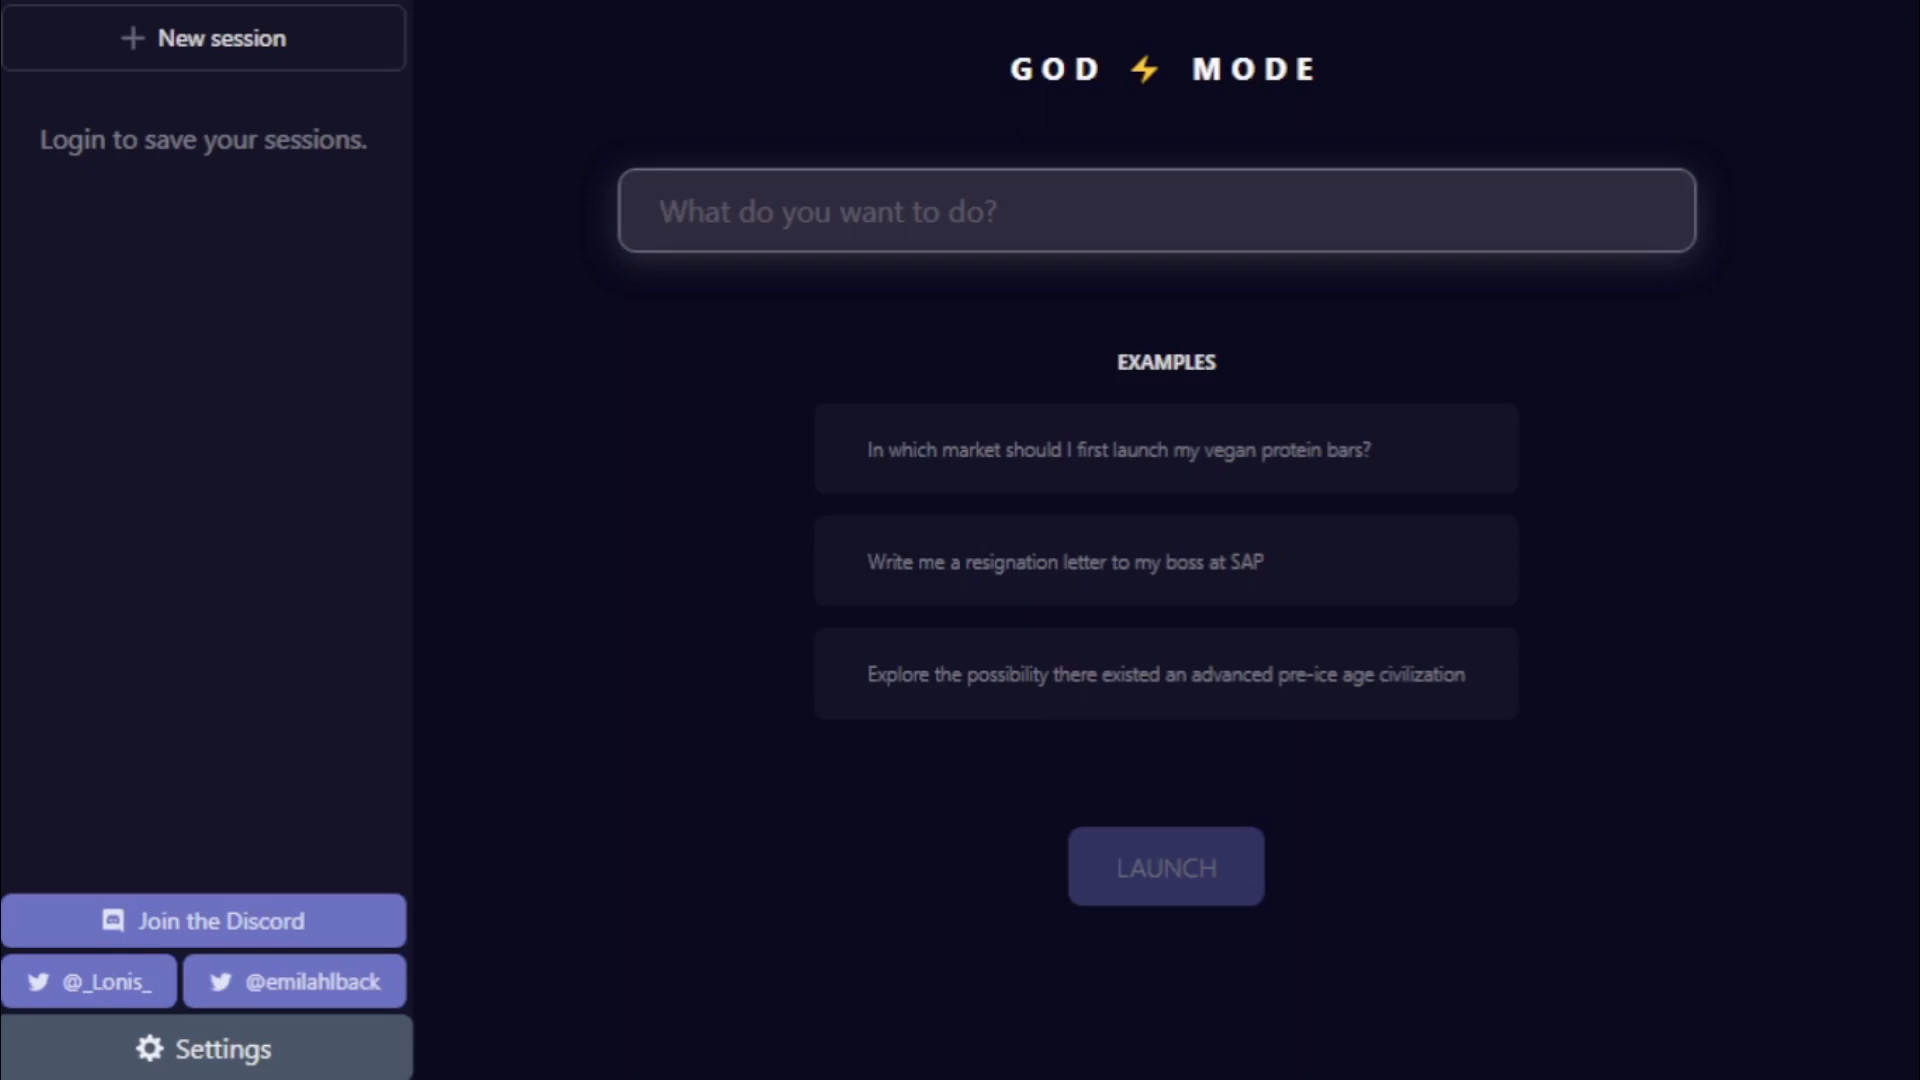 New session
Login to save your sessions.
GOD ⚡ MODE
What do you want to do?
EXAMPLES
In which market should I first launch my vegan protein bars?
Write me a resignation letter to my boss at SAP
Explore the possibility there existed an advanced pre-ice age civilization
LAUNCH
Join the Discord
@_Lonis_
@emilahlback
Settings